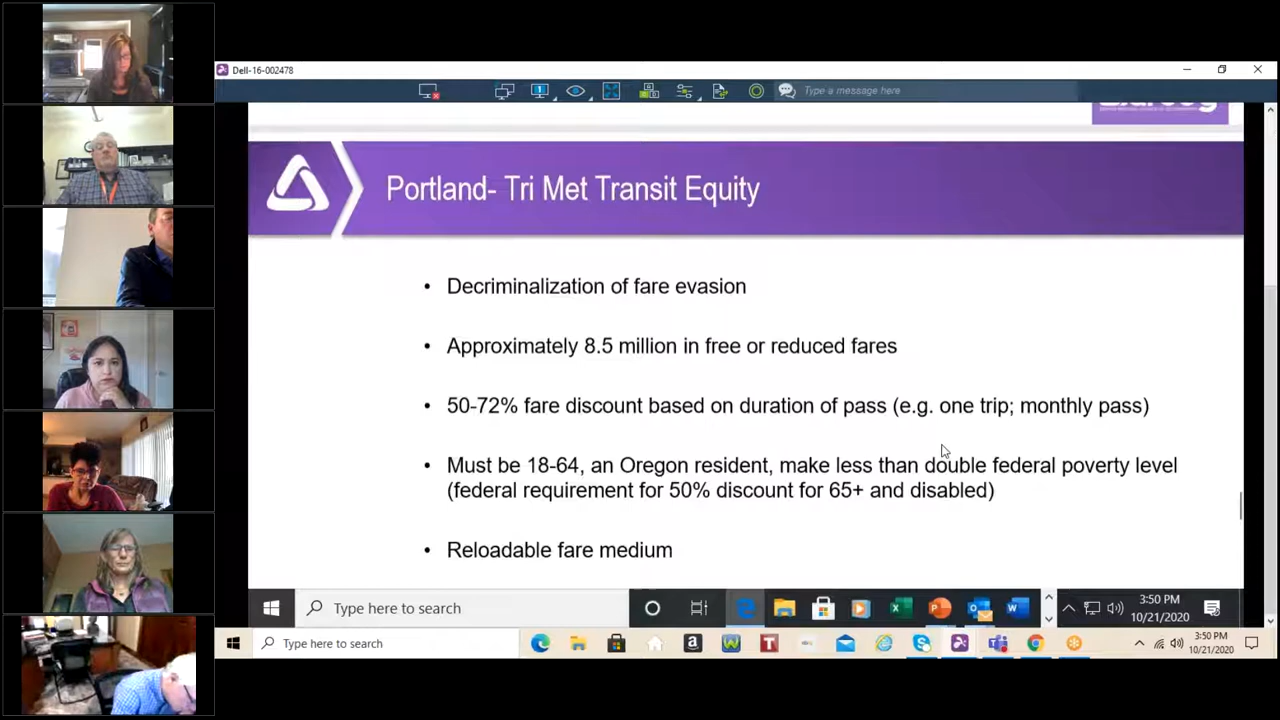 Dell-16-002478
Type a message here
Portland- Tri Met Transit Equity
• Decriminalization of fare evasion
• Approximately 8.5 million in free or reduced fares
• 50-72% fare discount based on duration of pass (e.g. one trip; monthly pass)
• Must be 18-64, an Oregon resident, make less than double federal poverty level
(federal requirement for 50% discount for 65+ and disabled)
• Reloadable fare medium
Type here to search
3:50 PM
10/21/2020
Type here to search
3:50 PM
10/21/2020